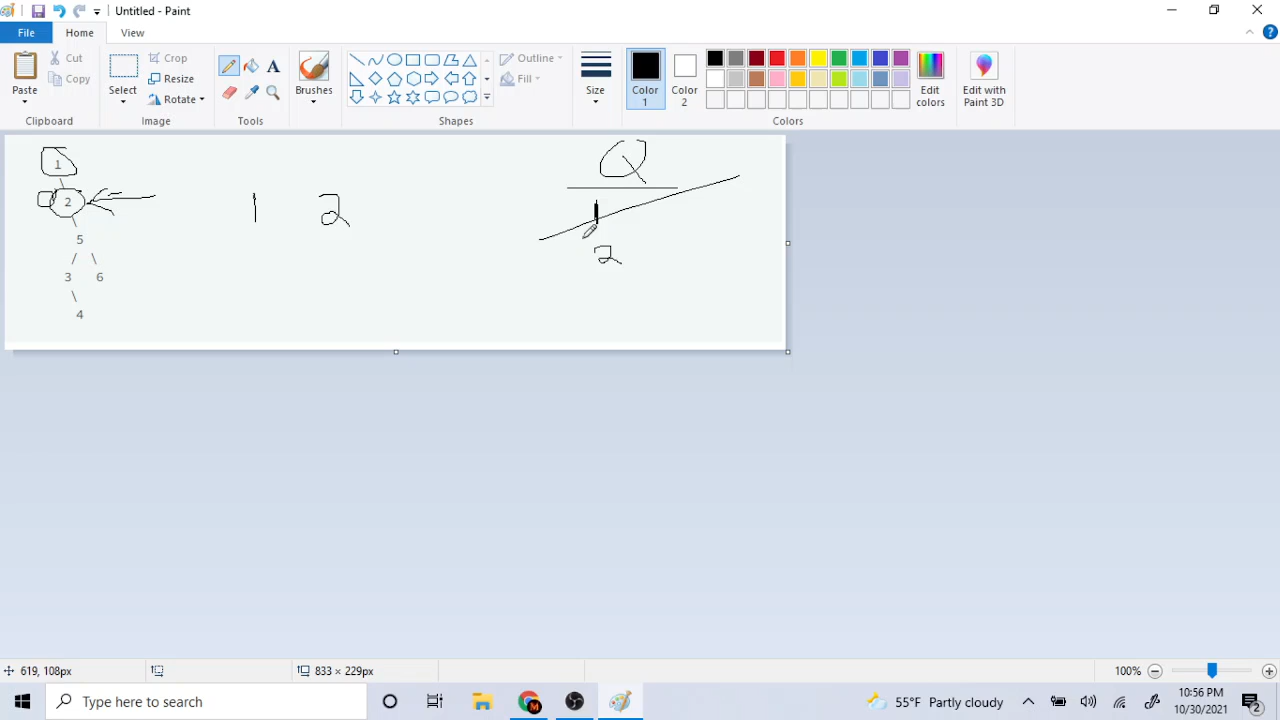 Untitled - Paint
File
Home
View
Paste
Cut
Copy
Clipboard
Select
Crop
Resize
Rotate
Image
A
Tools
Brushes
Outline
Fill
Shapes
Size
Color 1
Color 2
Edit colors
Edit with Paint 3D
Colors
1
\
2
\
5
/ \
3 6
\
4
1 2
Q
1
2
619, 108px
833 × 229px
100%
Type here to search
55°F Partly cloudy
10:56 PM
10/30/2021
2